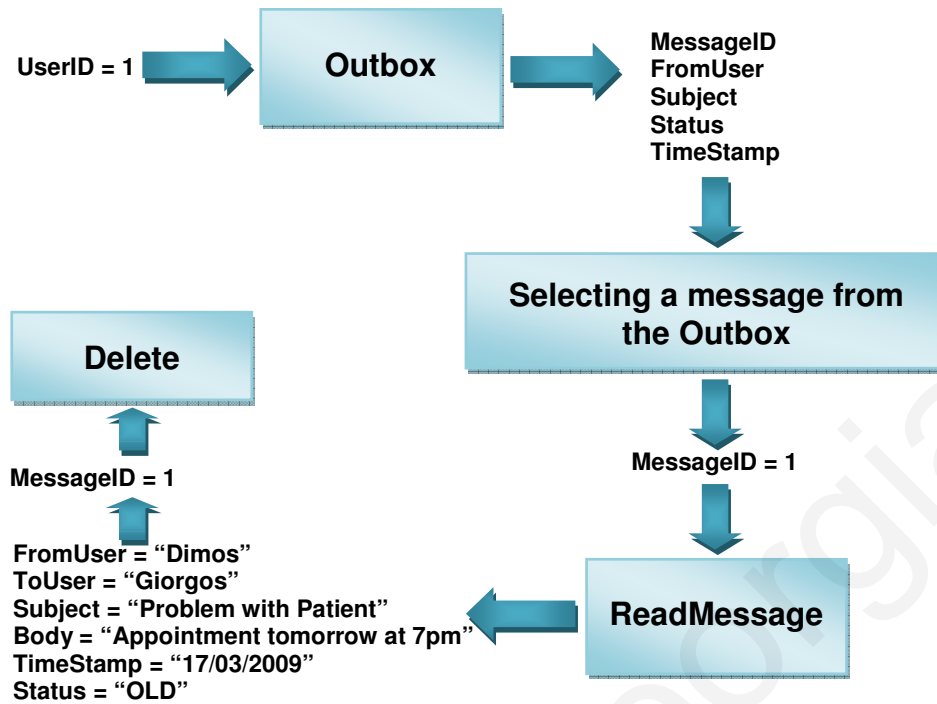 UserID = 1
Outbox
MessageID
FromUser
Subject
Status
TimeStamp
Selecting a message from
the Outbox
MessageID = 1
ReadMessage
FromUser = “Dimos”
ToUser = “Giorgos”
Subject = “Problem with Patient”
Body = “Appointment tomorrow at 7pm”
TimeStamp = “17/03/2009”
Status = “OLD”
MessageID = 1
Delete